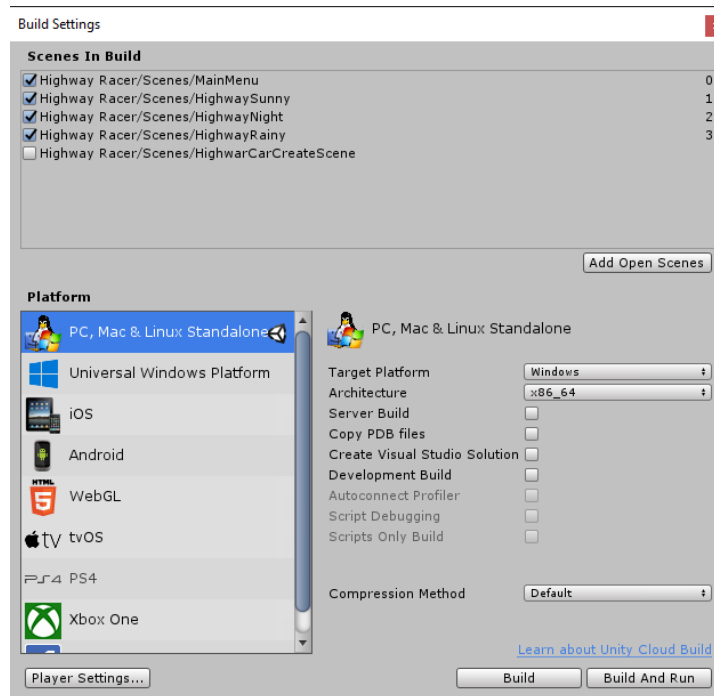 Build Settings
Scenes In Build
Highway Racer/Scenes/MainMenu 0
Highway Racer/Scenes/HighwaySunny 1
Highway Racer/Scenes/HighwayNight 2
Highway Racer/Scenes/HighwayRainy 3
Highway Racer/Scenes/HighwarCarCreateScene
Add Open Scenes
Platform
PC, Mac & Linux Standalone
Universal Windows Platform
iOS
Android
HTML
5
WebGL
tv
tvOS
PS4
PS4
Xbox One
PC, Mac & Linux Standalone
Target Platform Windows
Architecture x86_64
Server Build
Copy PDB files
Create Visual Studio Solution
Development Build
Autoconnect Profiler
Script Debugging
Scripts Only Build
Compression Method Default
Learn about Unity Cloud Build
Player Settings...
Build
Build And Run